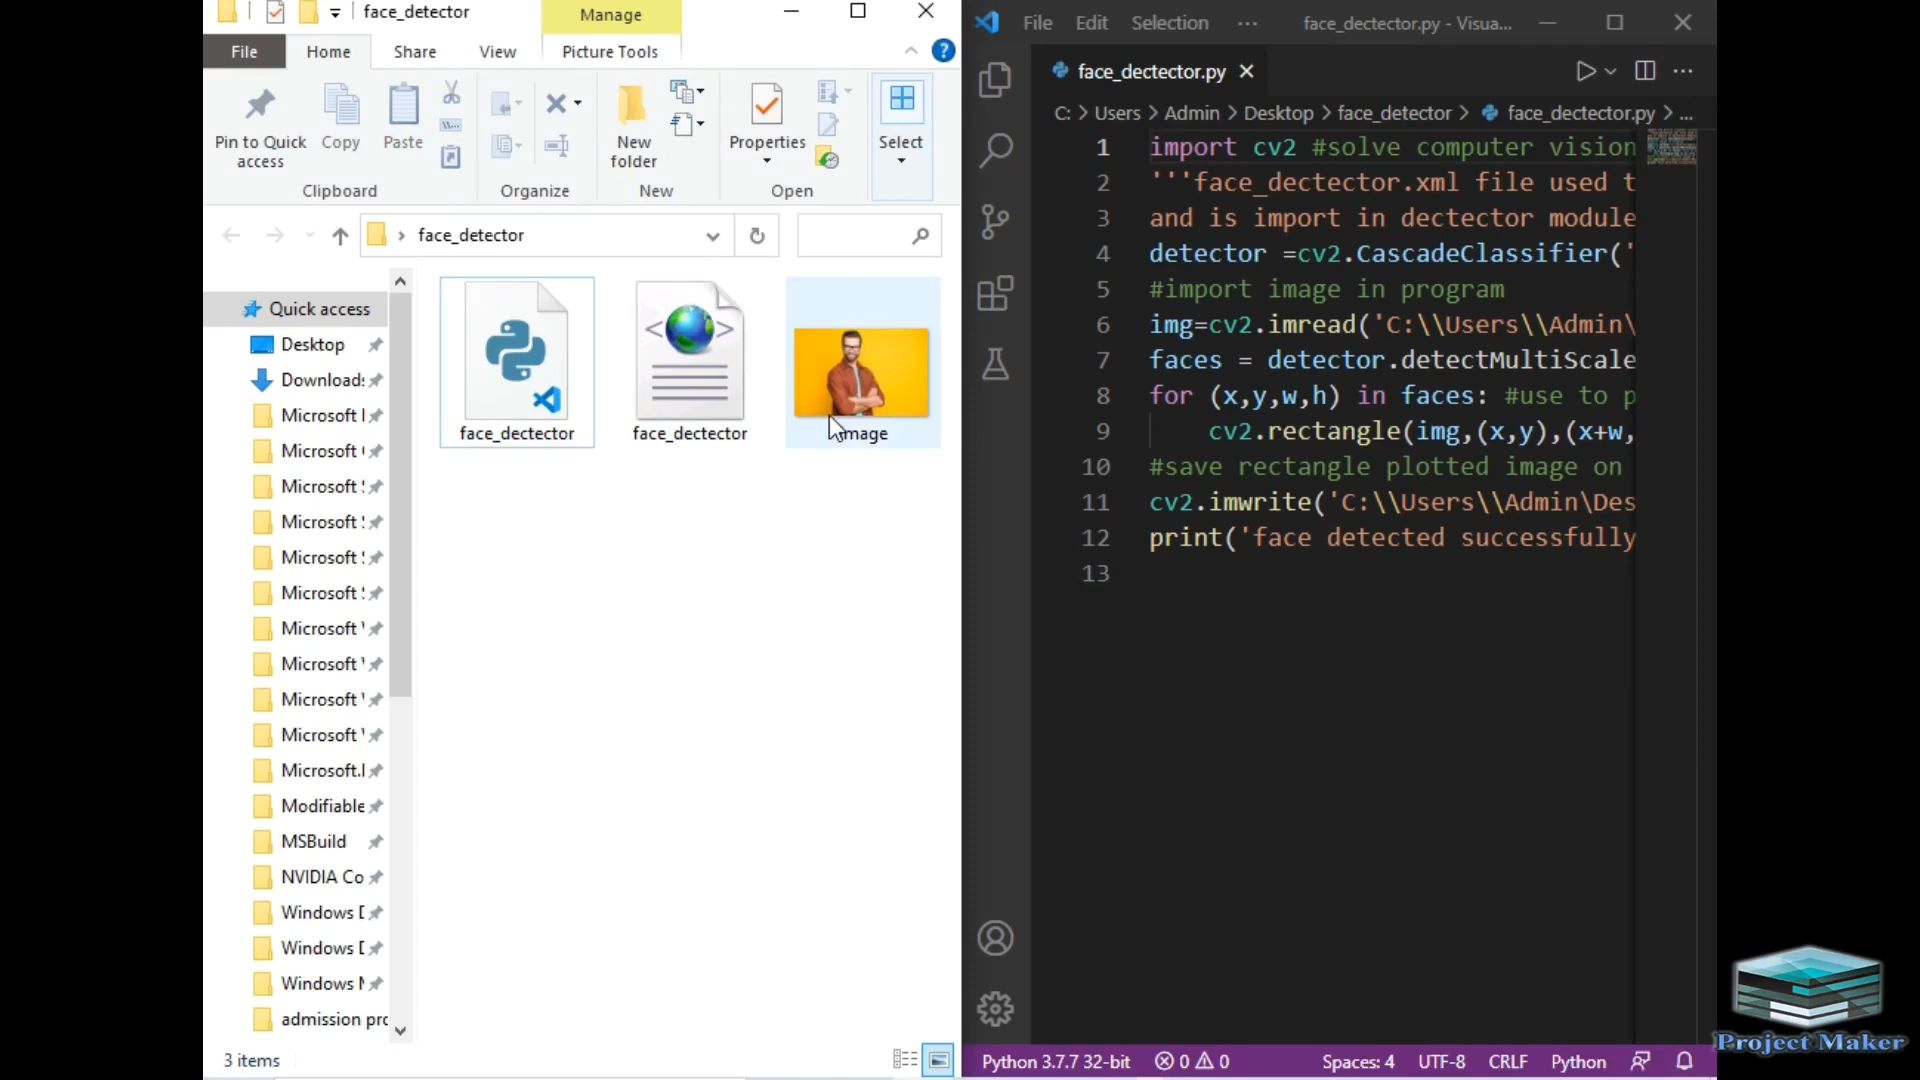 face_detector
Manage
File
Home
Share
View
Picture Tools
Pin to Quick access
Copy
Paste
New folder
Properties
Select
Clipboard
Organize
New
Open
face_detector
Quick access
Desktop
Downloads
Microsoft
Microsoft
Microsoft
Microsoft
Microsoft
Microsoft
Microsoft
Microsoft
Microsoft
Microsoft
Microsoft.
Modifiable
MSBuild
NVIDIA Co
Windows
Windows
Windows
admission pro
face_dectector
face_dectector
image
3 items
File Edit Selection ···
face_dectector.py - Visua...
face_dectector.py
C: > Users > Admin > Desktop > face_detector > face_dectector.py > ...
1 import cv2 #solve computer vision
2 '''face_dectector.xml file used t
3 and is import in dectector module
4 detector =cv2.CascadeClassifier('
5 #import image in program
6 img=cv2.imread('C:\\Users\\Admin\
7 faces = detector.detectMultiScale
8 for (x,y,w,h) in faces: #use to p
9 cv2.rectangle(img,(x,y),(x+w,
10 #save rectangle plotted image on
11 cv2.imwrite('C:\\Users\\Admin\Des
12 print('face detected successfully
13
Python 3.7.7 32-bit
0
0
Spaces: 4
UTF-8
CRLF
Python
Project Maker